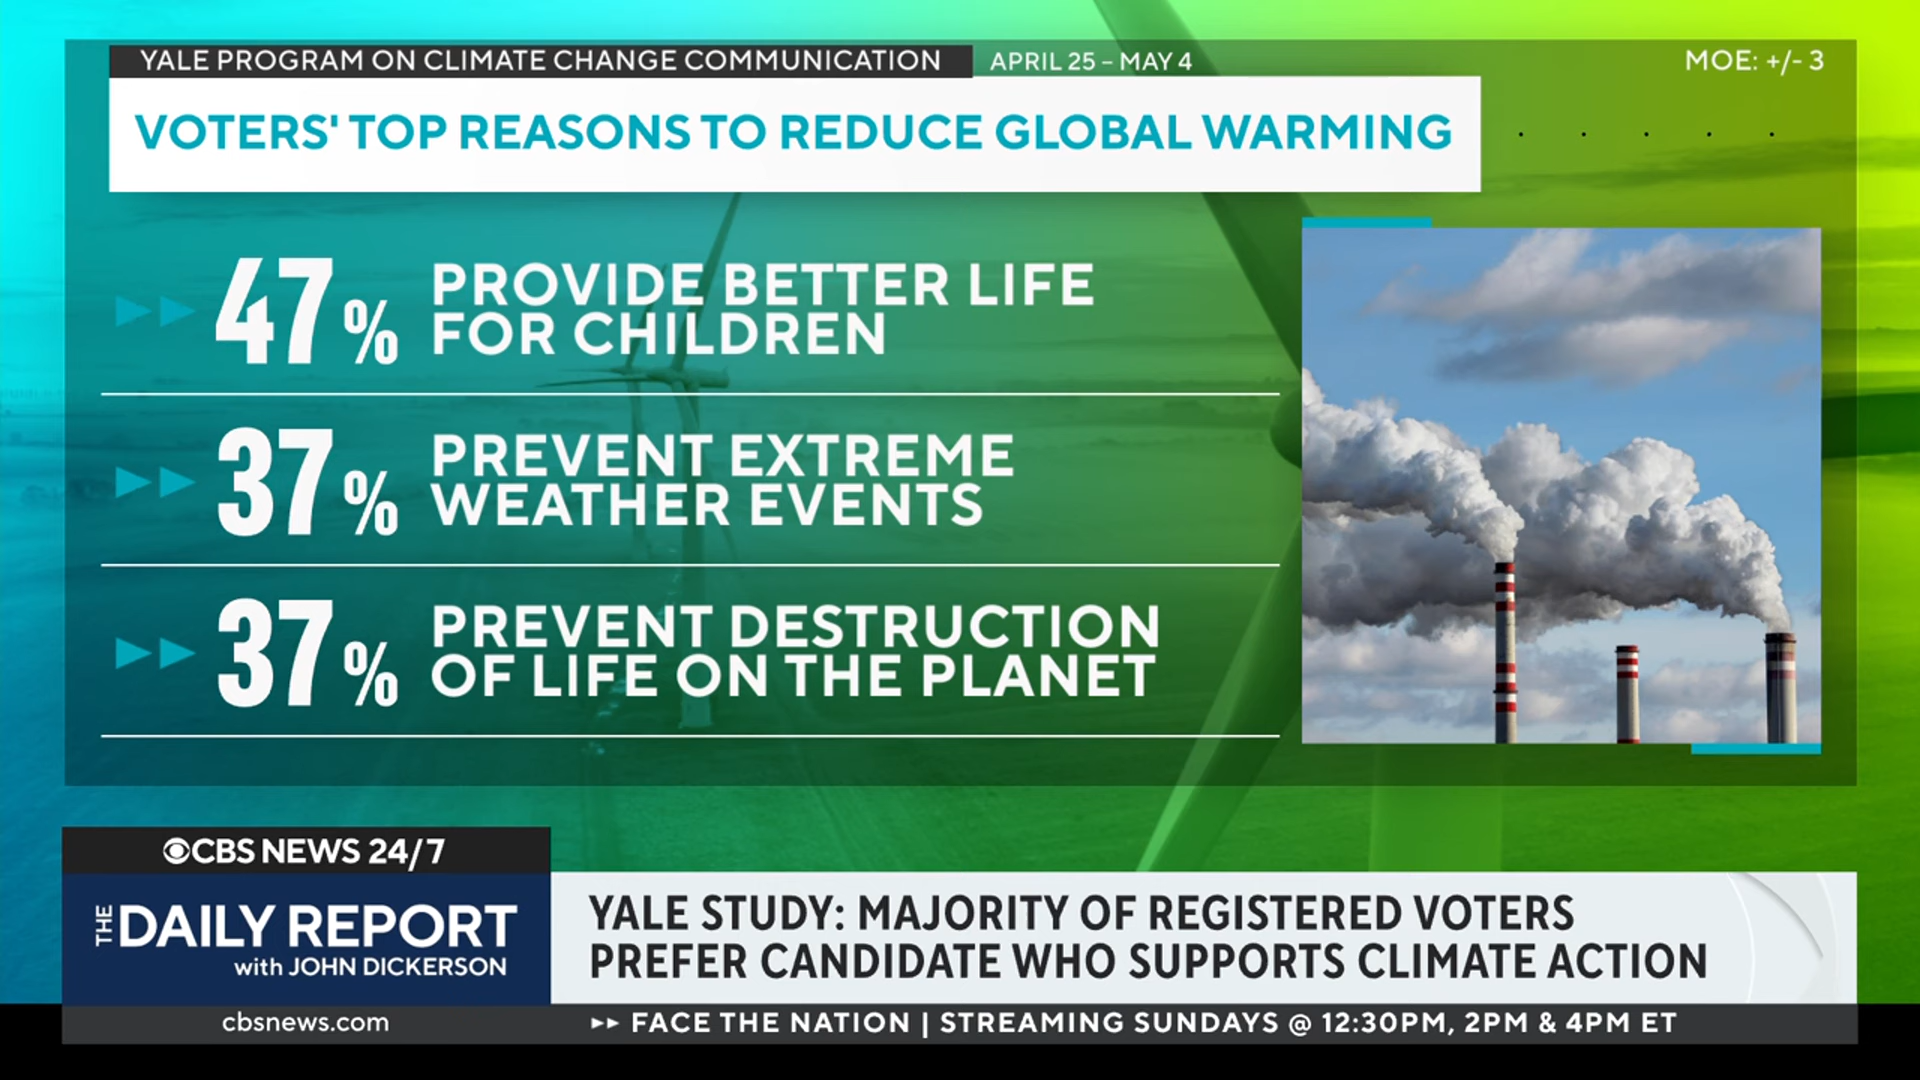 YALE PROGRAM ON CLIMATE CHANGE COMMUNICATION APRIL 25 – MAY 4 MOE: +/- 3
VOTERS' TOP REASONS TO REDUCE GLOBAL WARMING
47% PROVIDE BETTER LIFE
FOR CHILDREN
37% PREVENT EXTREME
WEATHER EVENTS
37% PREVENT DESTRUCTION
OF LIFE ON THE PLANET
CBS NEWS 24/7
THE DAILY REPORT
with JOHN DICKERSON
YALE STUDY: MAJORITY OF REGISTERED VOTERS
PREFER CANDIDATE WHO SUPPORTS CLIMATE ACTION
cbsnews.com
FACE THE NATION | STREAMING SUNDAYS @ 12:30PM, 2PM & 4PM ET